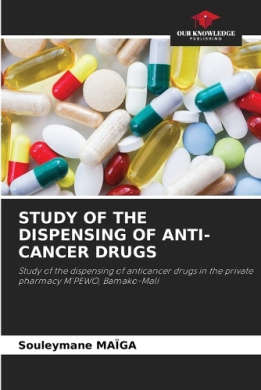 OUR KNOWLEDGE
PUBLISHING
STUDY OF THE
DISPENSING OF ANTI-
CANCER DRUGS
Study of the dispensing of anticancer drugs in the private
pharmacy M'PEWO, Bamako-Mali
Souleymane MAÏGA